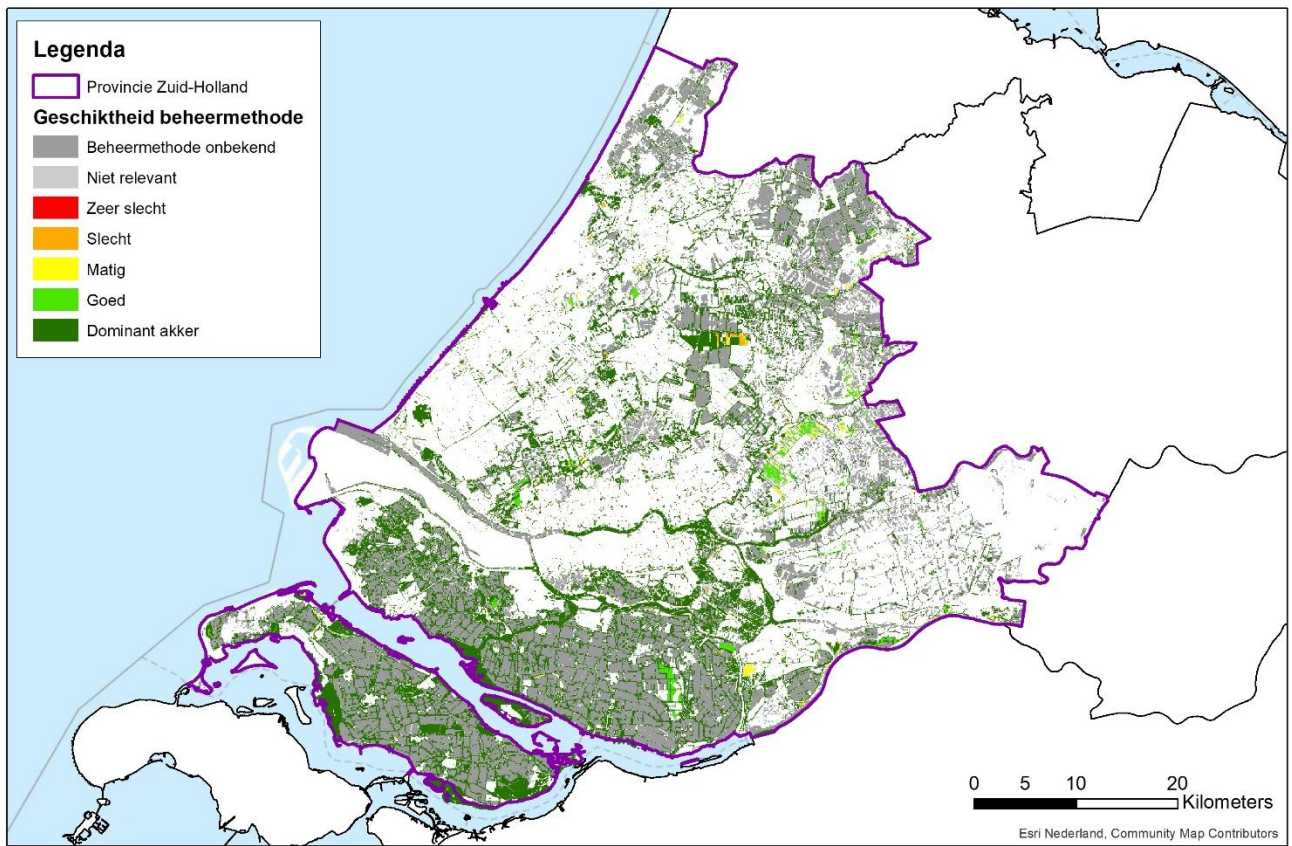 Legenda
Provincie Zuid-Holland
Geschiktheid beheermethode
Beheermethode onbekend
Niet relevant
Zeer slecht
Slecht
Matig
Goed
Dominant akker
0 5 10 20
Kilometers
Esri Nederland, Community Map Contributors